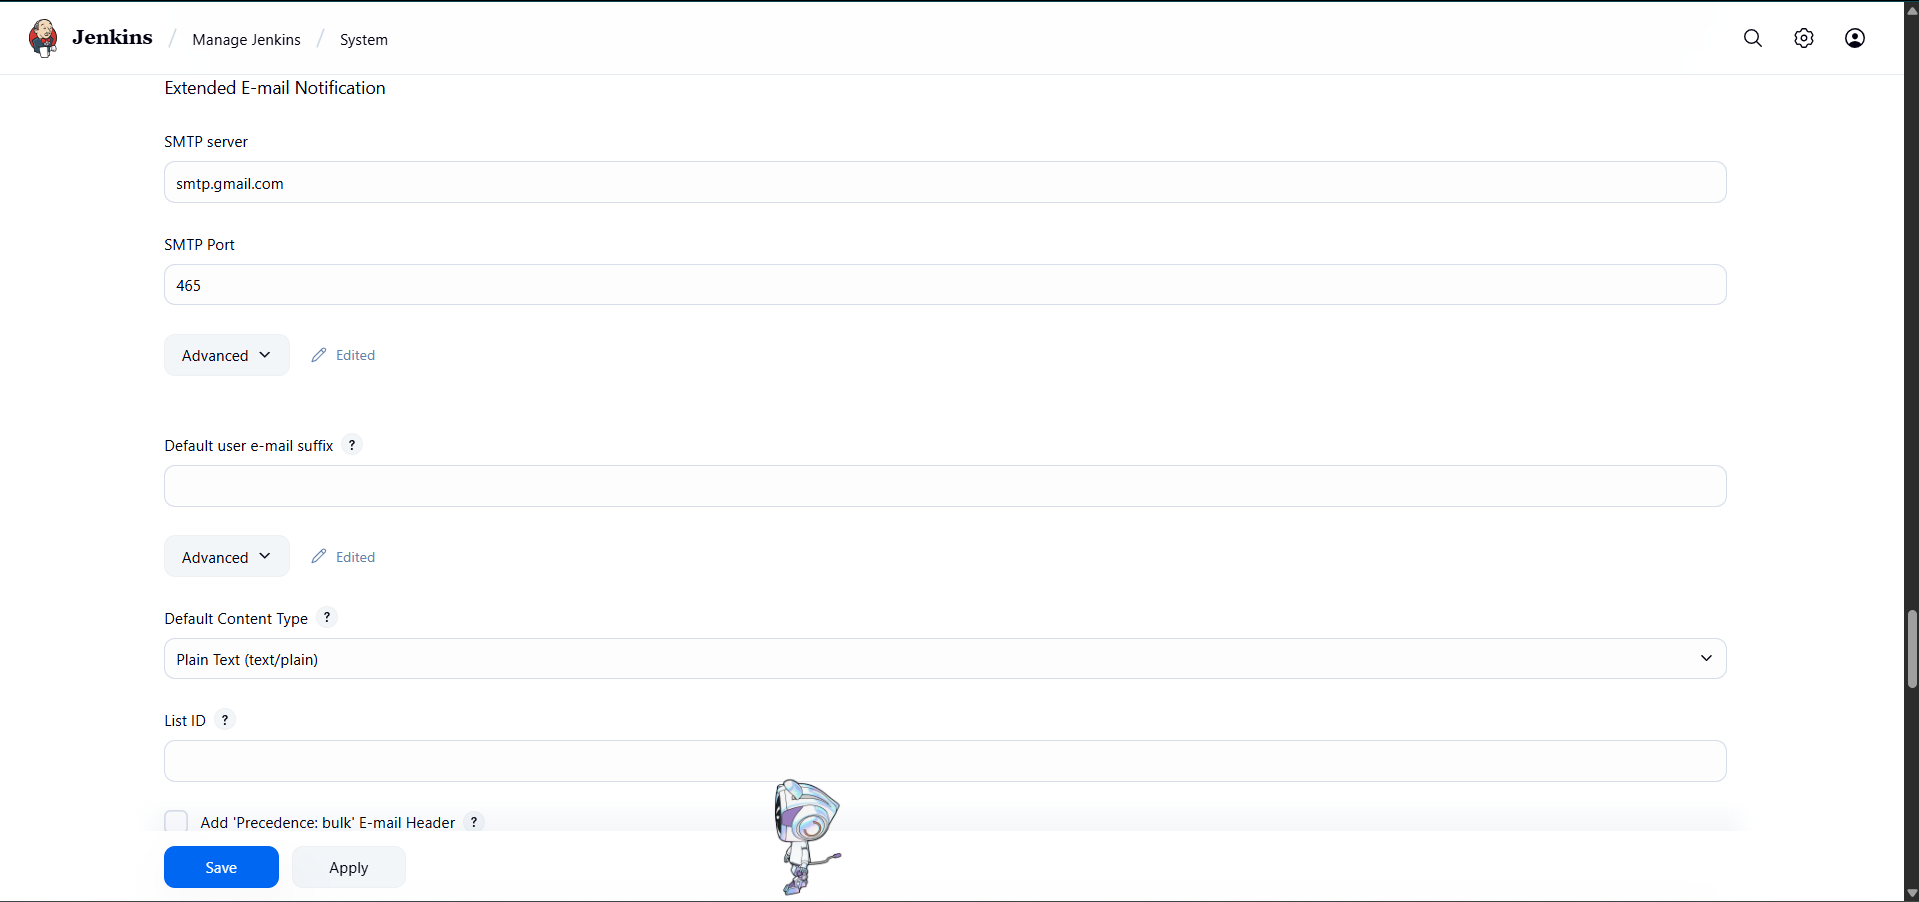 Jenkins / Manage Jenkins / System
Extended E-mail Notification
SMTP server
smtp.gmail.com
SMTP Port
465
Advanced Edited
Default user e-mail suffix ?
Advanced Edited
Default Content Type ?
Plain Text (text/plain)
List ID ?
Add 'Precedence: bulk' E-mail Header ?
Save Apply